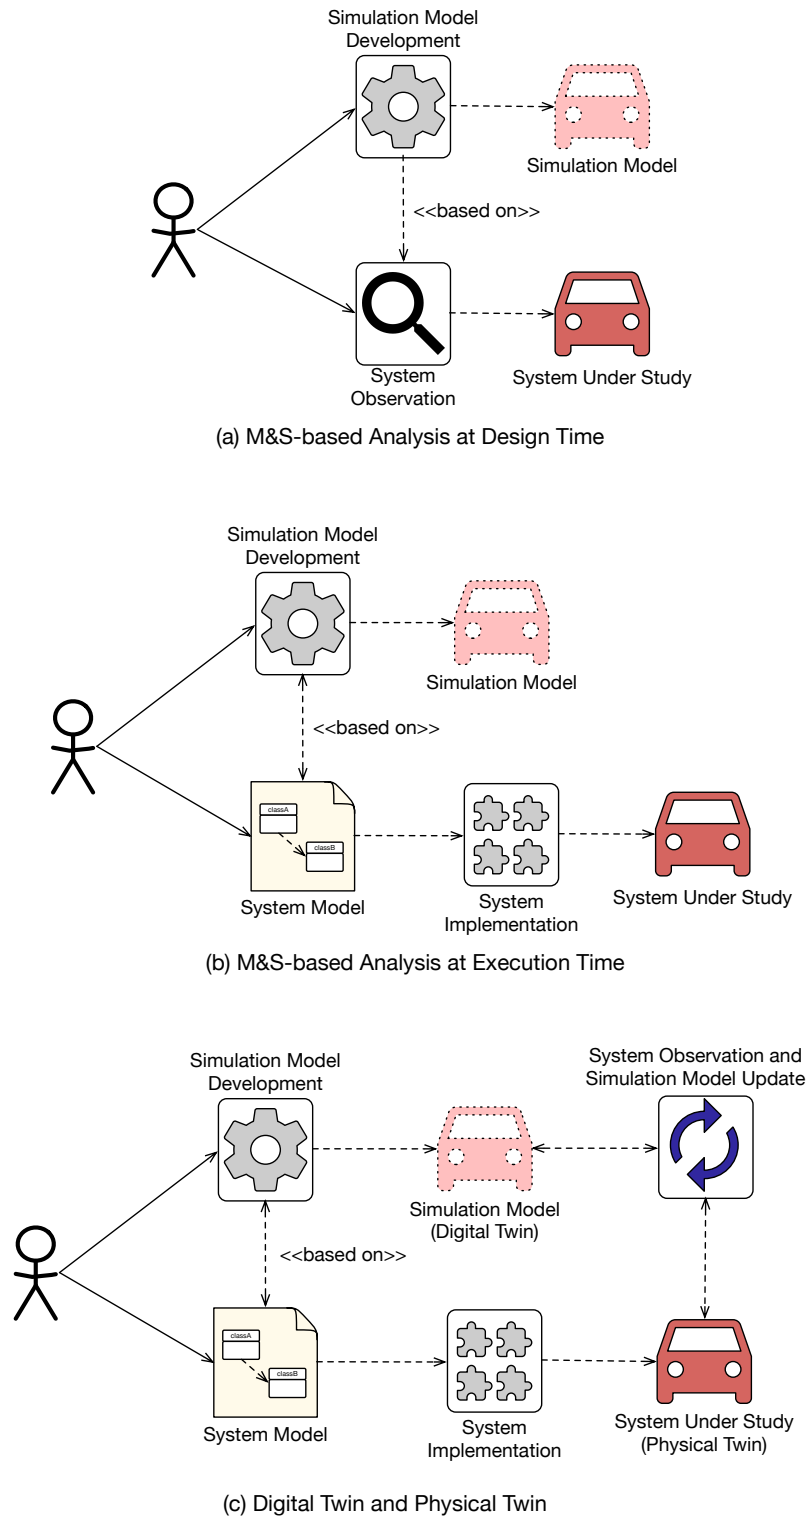 Simulation Model
Development
Simulation Model
<<based on>>
System
Observation
System Under Study
(a) M&S-based Analysis at Design Time
Simulation Model
Development
Simulation Model
<<based on>>
classA
classB
System Model
System
Implementation
System Under Study
(b) M&S-based Analysis at Execution Time
Simulation Model
Development
System Observation and
Simulation Model Update
Simulation Model
(Digital Twin)
<<based on>>
classA
classB
System Model
System
Implementation
System Under Study
(Physical Twin)
(c) Digital Twin and Physical Twin